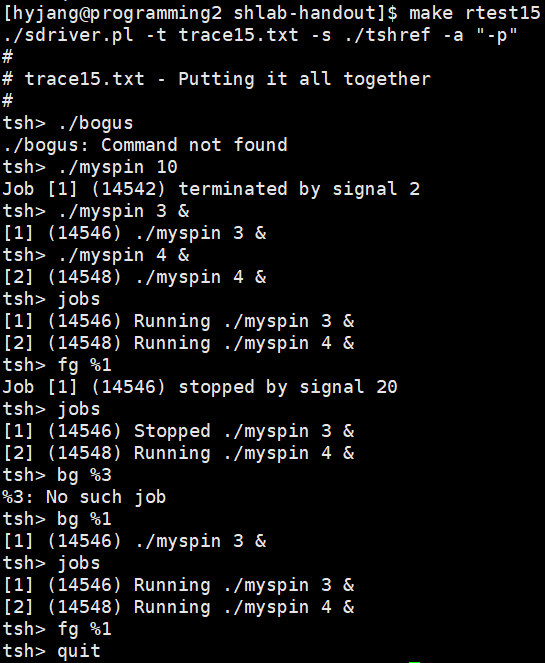 [hyjang@programming2 shlab-handout]$ make rtest15
./sdriver.pl -t trace15.txt -s ./tshref -a "-p"
#
# trace15.txt - Putting it all together
#
tsh> ./bogus
./bogus: Command not found
tsh> ./myspin 10
Job [1] (14542) terminated by signal 2
tsh> ./myspin 3 &
[1] (14546) ./myspin 3 &
tsh> ./myspin 4 &
[2] (14548) ./myspin 4 &
tsh> jobs
[1] (14546) Running ./myspin 3 &
[2] (14548) Running ./myspin 4 &
tsh> fg %1
Job [1] (14546) stopped by signal 20
tsh> jobs
[1] (14546) Stopped ./myspin 3 &
[2] (14548) Running ./myspin 4 &
tsh> bg %3
%3: No such job
tsh> bg %1
[1] (14546) ./myspin 3 &
tsh> jobs
[1] (14546) Running ./myspin 3 &
[2] (14548) Running ./myspin 4 &
tsh> fg %1
tsh> quit